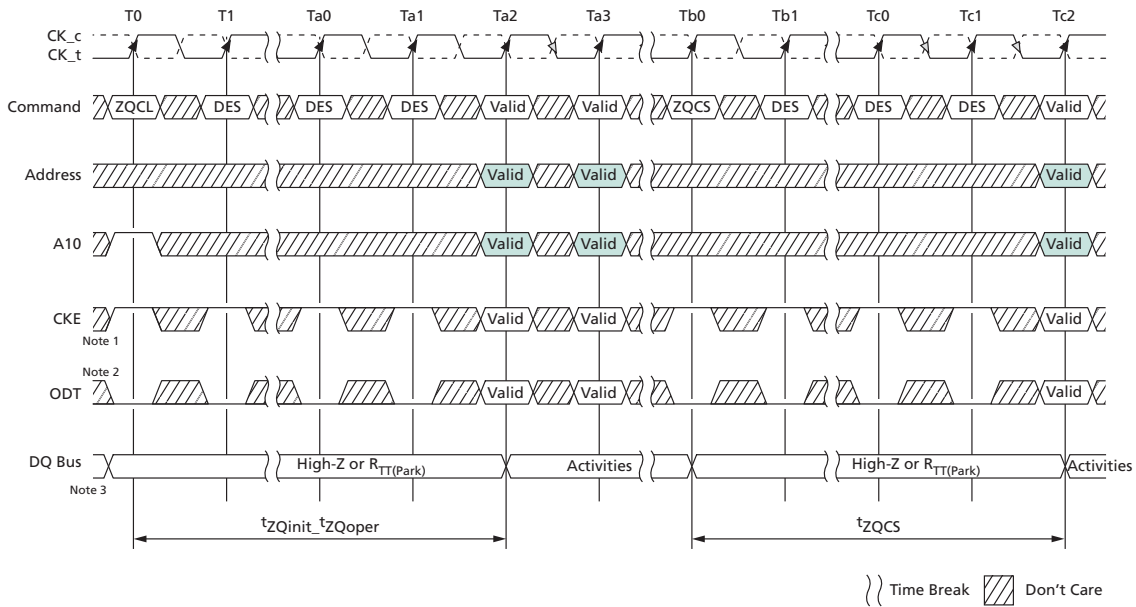 T0 T1 Ta0 Ta1 Ta2 Ta3 Tb0 Tb1 Tc0 Tc1 Tc2
CK_c
CK_t
Command ZQCL DES DES DES Valid Valid ZQCS DES DES DES Valid
Address Valid Valid Valid
A10 Valid Valid Valid
CKE Valid Valid Valid
Note 1
Note 2
ODT Valid Valid Valid
DQ Bus High-Z or RTT(Park) Activities High-Z or RTT(Park) Activities
Note 3
tZQinit_tZQoper tZQCS
Time Break Don't Care